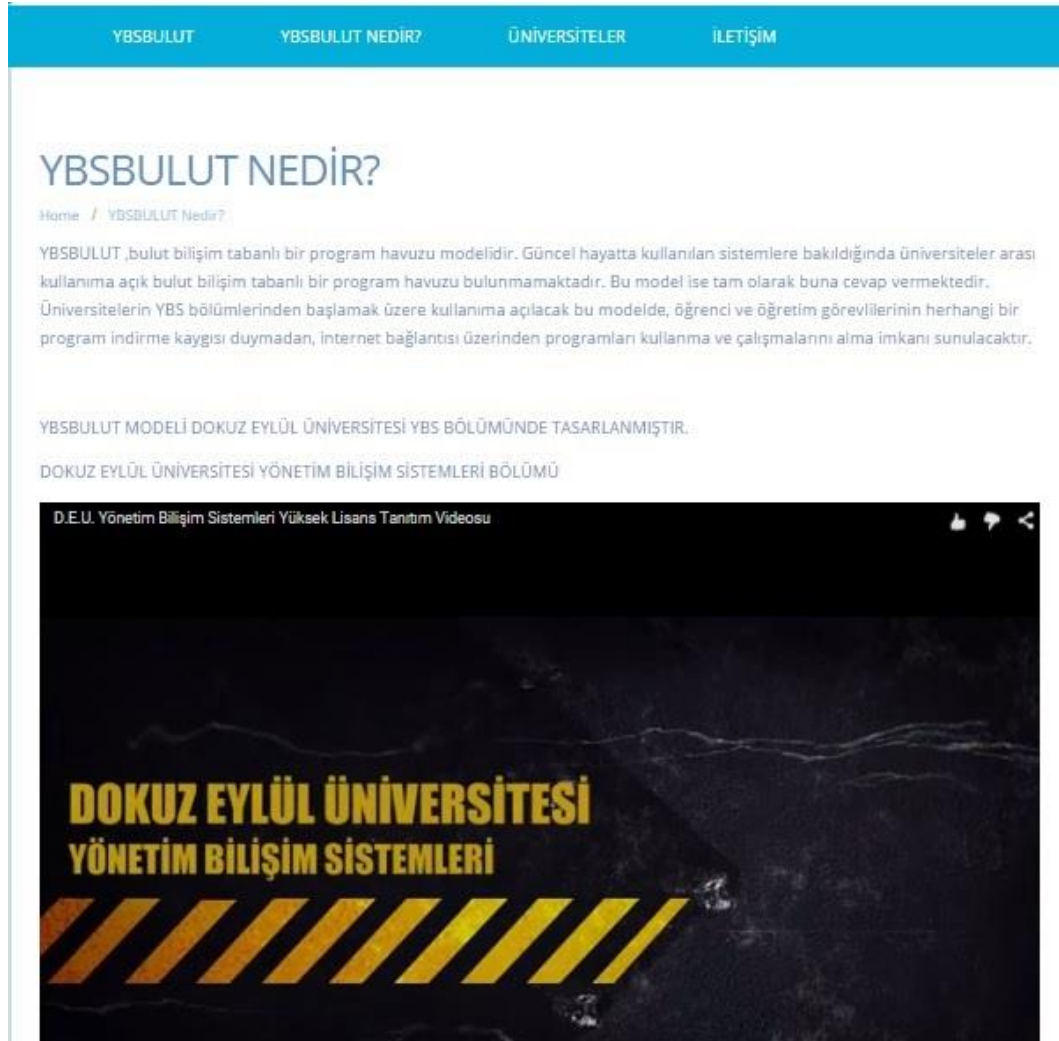 YBSBULUT YBSBULUT NEDİR? ÜNİVERSİTELER İLETİŞİM
YBSBULUT NEDİR?
Home / YBSBULUT Nedir?
YBSBULUT ,bulut bilişim tabanlı bir program havuzu modelidir. Güncel hayatta kullanılan sistemlere bakıldığında üniversiteler arası
kullanıma açık bulut bilişim tabanlı bir program havuzu bulunmamaktadır. Bu model ise tam olarak buna cevap vermektedir.
Üniversitelerin YBS bölümlerinden başlamak üzere kullanıma açılacak bu modelde, öğrenci ve öğretim görevlilerinin herhangi bir
program indirme kaygısı duymadan, internet bağlantısı üzerinden programları kullanma ve çalışmalarını alma imkanı sunulacaktır.
YBSBULUT MODELİ DOKUZ EYLÜL ÜNİVERSİTESİ YBS BÖLÜMÜNDE TASARLANMIŞTIR.
DOKUZ EYLÜL ÜNİVERSİTESİ YÖNETİM BİLİŞİM SİSTEMLERİ BÖLÜMÜ
D.E.U. Yönetim Bilişim Sistemleri Yüksek Lisans Tanıtım Videosu
DOKUZ EYLÜL ÜNİVERSİTESİ
YÖNETİM BİLİŞİM SİSTEMLERİ